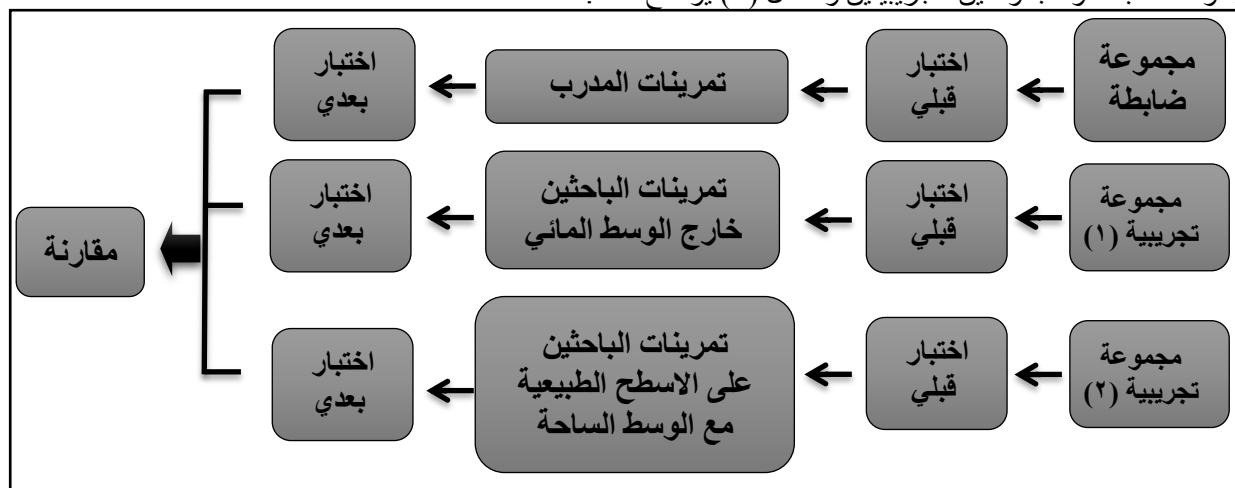 مجموعة
ضابطة
اختبار
قبلي
تمرينات المدرب
اختبار
بعدي
مجموعة
تجريبية (١)
اختبار
قبلي
تمرينات الباحثين
خارج الوسط المائي
اختبار
بعدي
مقارنة
مجموعة
تجريبية (٢)
اختبار
قبلي
تمرينات الباحثين
على الاسطح الطبيعية
مع الوسط الساحة
اختبار
بعدي